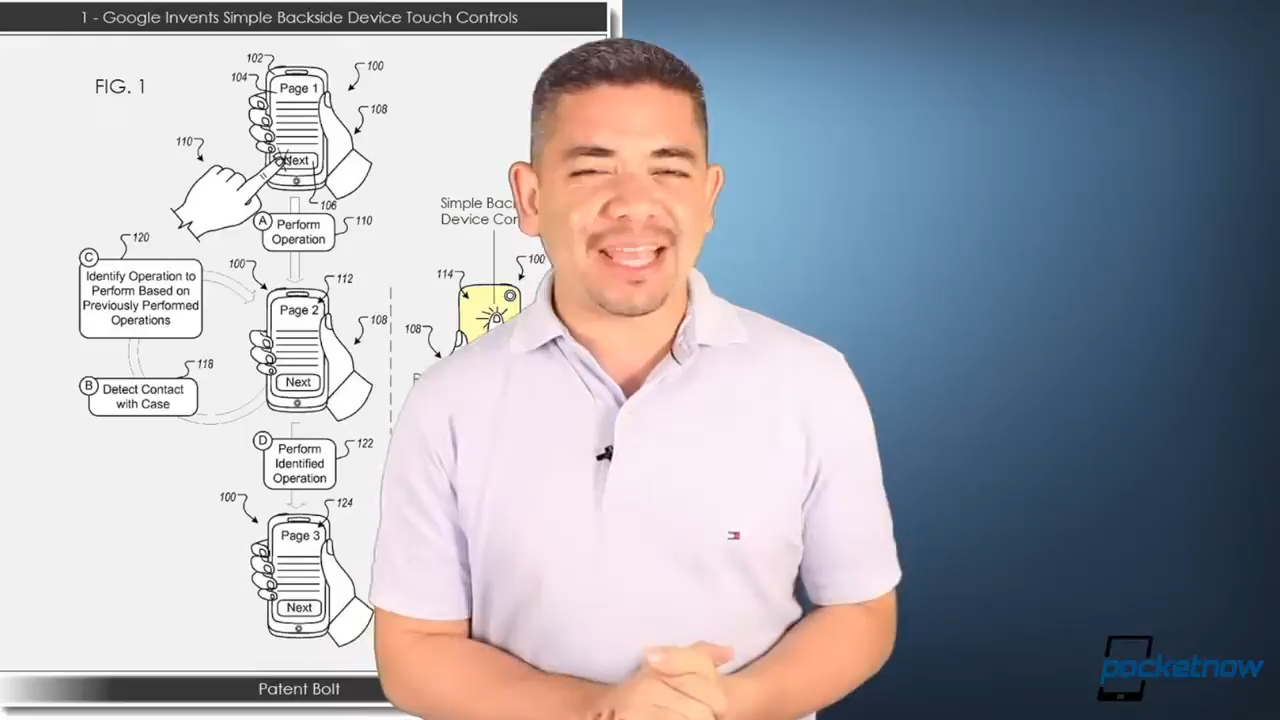 1 - Google Invents Simple Backside Device Touch Controls
FIG. 1
102
104
100
Page 1
108
110
Next
106
A
Perform
Operation
110
C
120
Identify Operation to
Perform Based on
Previously Performed
Operations
100
112
Page 2
108
Next
B
118
Detect Contact
with Case
D
Perform
Identified
Operation
122
100
124
Page 3
Next
Simple
Device
114
100
108
Patent Bolt
pocketnow